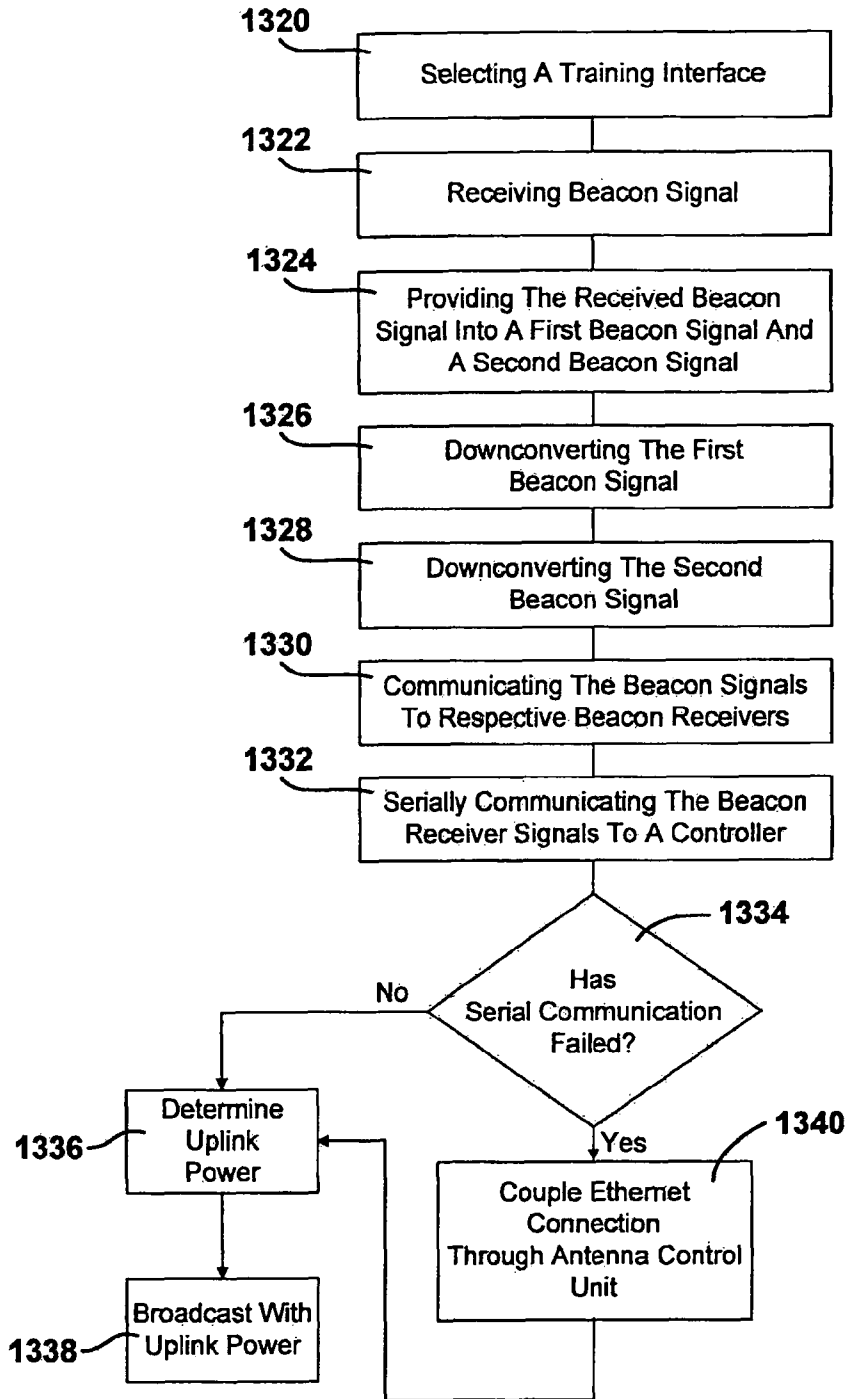 1320
Selecting A Training Interface
1322
Receiving Beacon Signal
1324
Providing The Received Beacon
Signal Into A First Beacon Signal And
A Second Beacon Signal
1326
Downconverting The First
Beacon Signal
1328
Downconverting The Second
Beacon Signal
1330
Communicating The Beacon Signals
To Respective Beacon Receivers
1332
Serially Communicating The Beacon
Receiver Signals To A Controller
1334
Has
Serial Communication
Failed?
No
Yes
1336
Determine
Uplink
Power
1340
Couple Ethernet
Connection
Through Antenna Control
Unit
1338
Broadcast With
Uplink Power